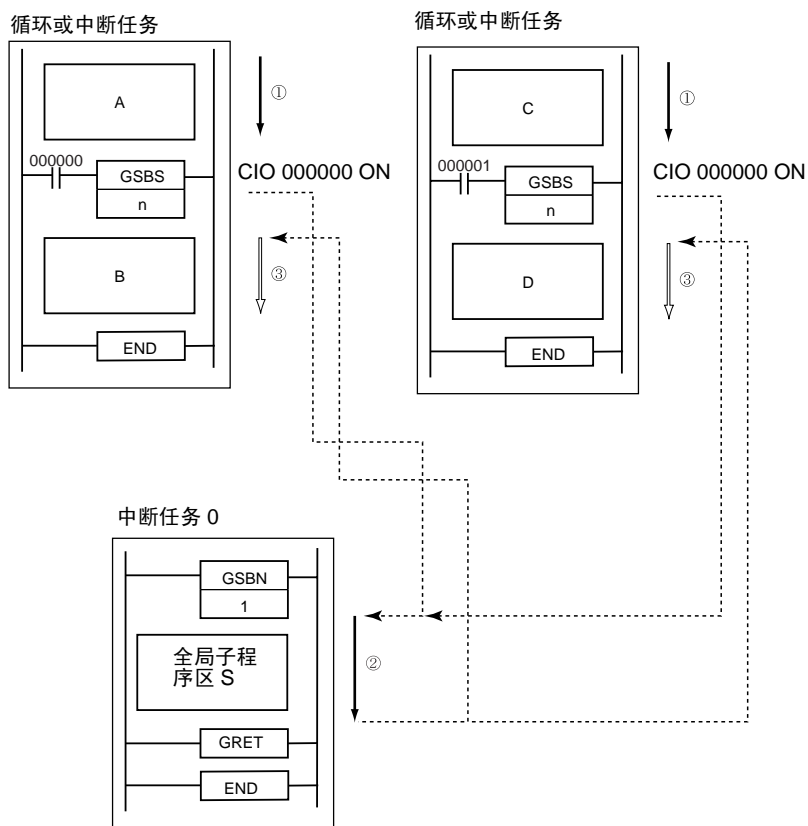 循环或中断任务
A
①
000000
GSBS
n
CIO 000000 ON
B
③
END
循环或中断任务
C
①
000001
GSBS
n
CIO 000000 ON
D
③
END
中断任务 0
GSBN
1
全局子程
序区 S
②
GRET
END